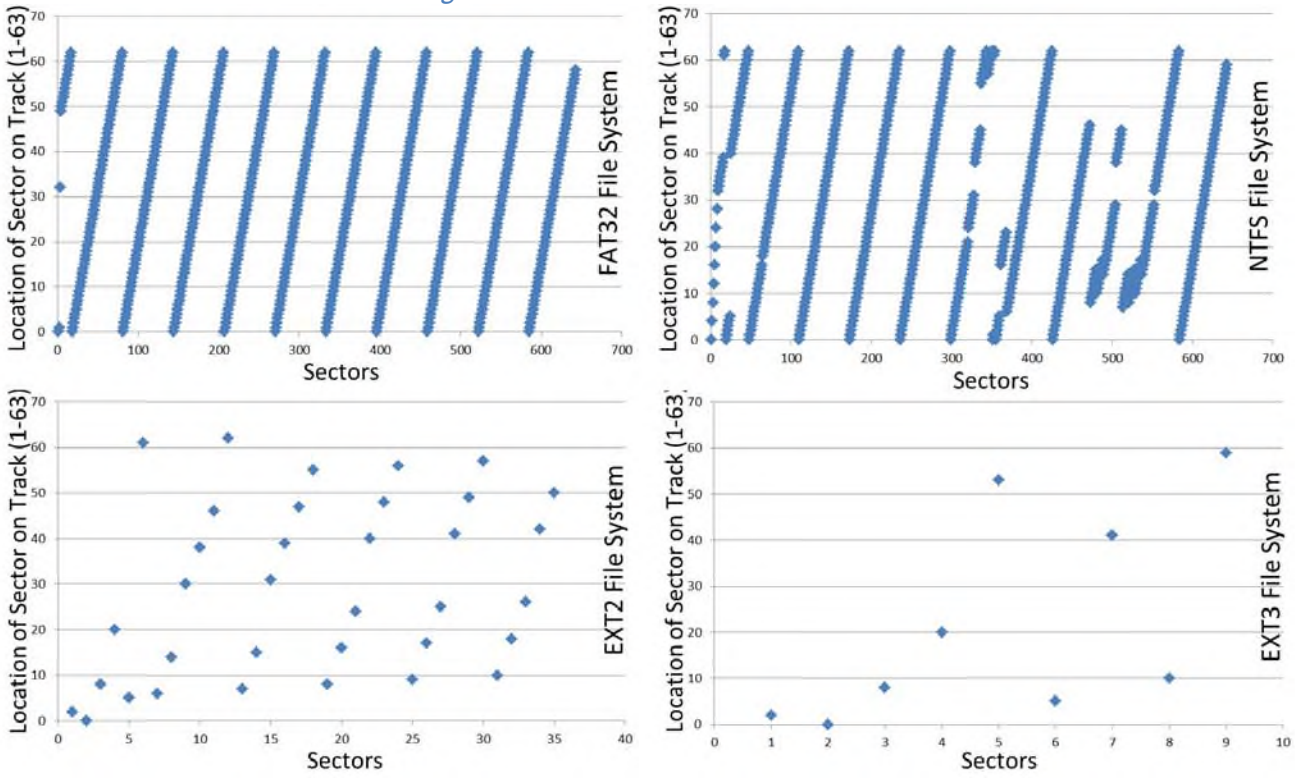 g
Location of Sector on Track (1-63)
70
60
50
40
30
20
10
0
0 100 200 300 400 500 600 700
Sectors
FAT32 File System
Location of Sector on Track (1-63)
70
60
50
40
30
20
10
0
0 100 200 300 400 500 600 700
Sectors
NTFS File System
Location of Sector on Track (1-63)
70
60
50
40
30
20
10
0
0 5 10 15 20 25 30 35 40
Sectors
EXT2 File System
Location of Sector on Track (1-63)
70
60
50
40
30
20
10
0
0 1 2 3 4 5 6 7 8 9 10
Sectors
EXT3 File System